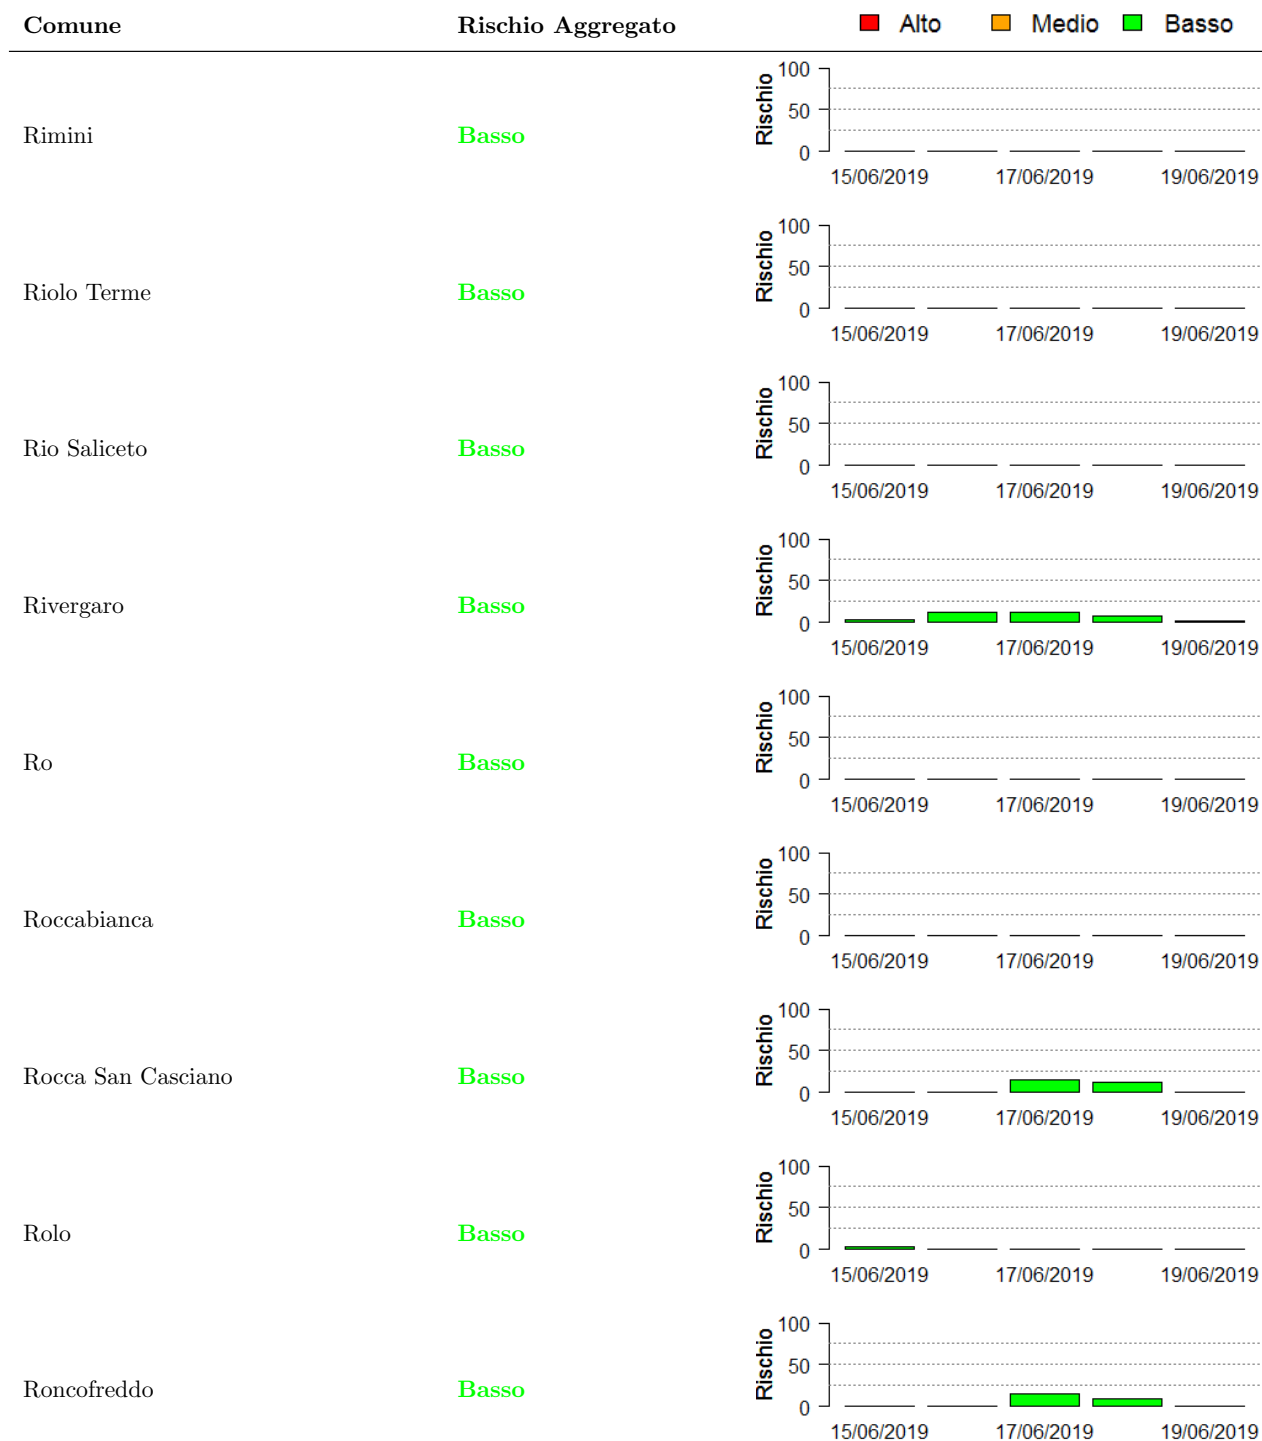 Comune Rischio Aggregato Alto Medio Basso
Rimini Basso Rischio 100 50 0
15/06/2019 17/06/2019 19/06/2019
Riolo Terme Basso Rischio 100 50 0
15/06/2019 17/06/2019 19/06/2019
Rio Saliceto Basso Rischio 100 50 0
15/06/2019 17/06/2019 19/06/2019
Rivergaro Basso Rischio 100 50 0
15/06/2019 17/06/2019 19/06/2019
Ro Basso Rischio 100 50 0
15/06/2019 17/06/2019 19/06/2019
Roccabianca Basso Rischio 100 50 0
15/06/2019 17/06/2019 19/06/2019
Rocca San Casciano Basso Rischio 100 50 0
15/06/2019 17/06/2019 19/06/2019
Rolo Basso Rischio 100 50 0
15/06/2019 17/06/2019 19/06/2019
Roncofreddo Basso Rischio 100 50 0
15/06/2019 17/06/2019 19/06/2019